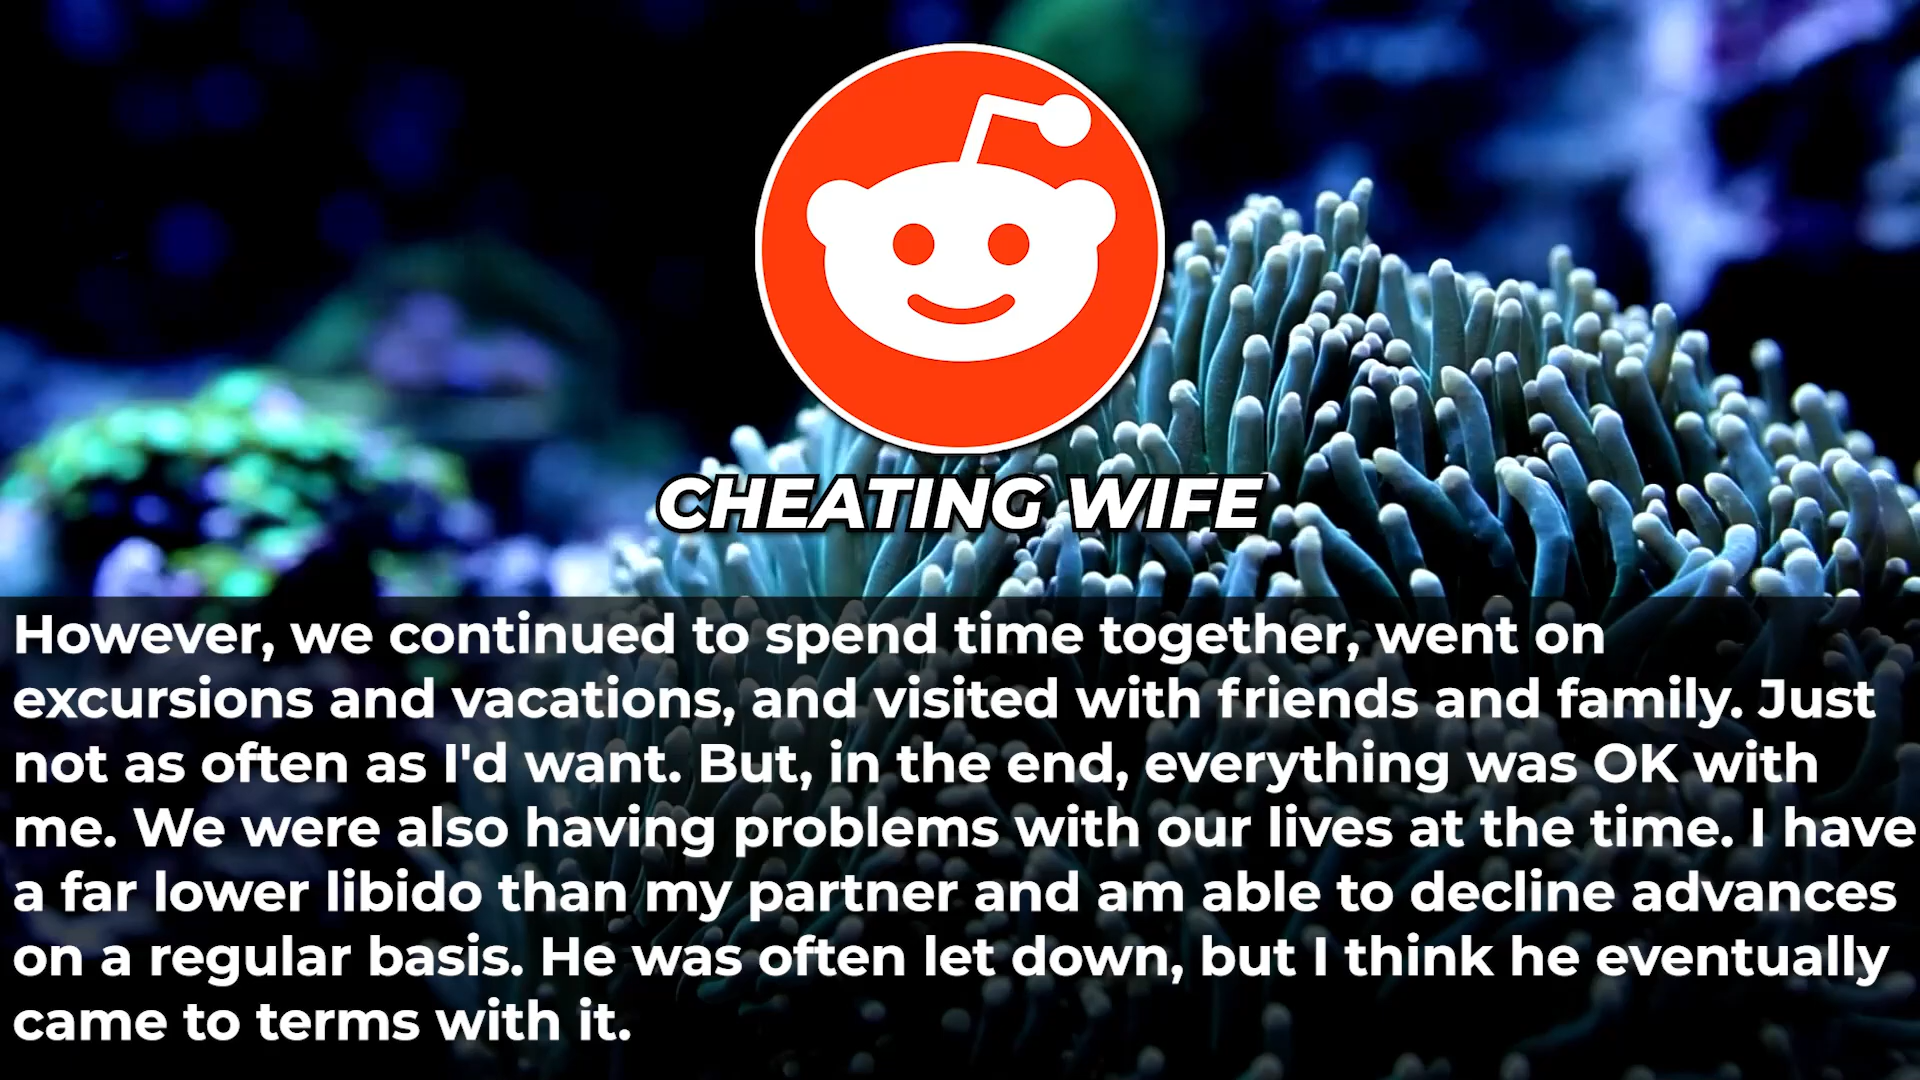 CHEATING WIFE
However, we continued to spend time together, went on
excursions and vacations, and visited with friends and family. Just
not as often as I'd want. But, in the end, everything was OK with
me. We were also having problems with our lives at the time. I have
a far lower libido than my partner and am able to decline advances
on a regular basis. He was often let down, but I think he eventually
came to terms with it.